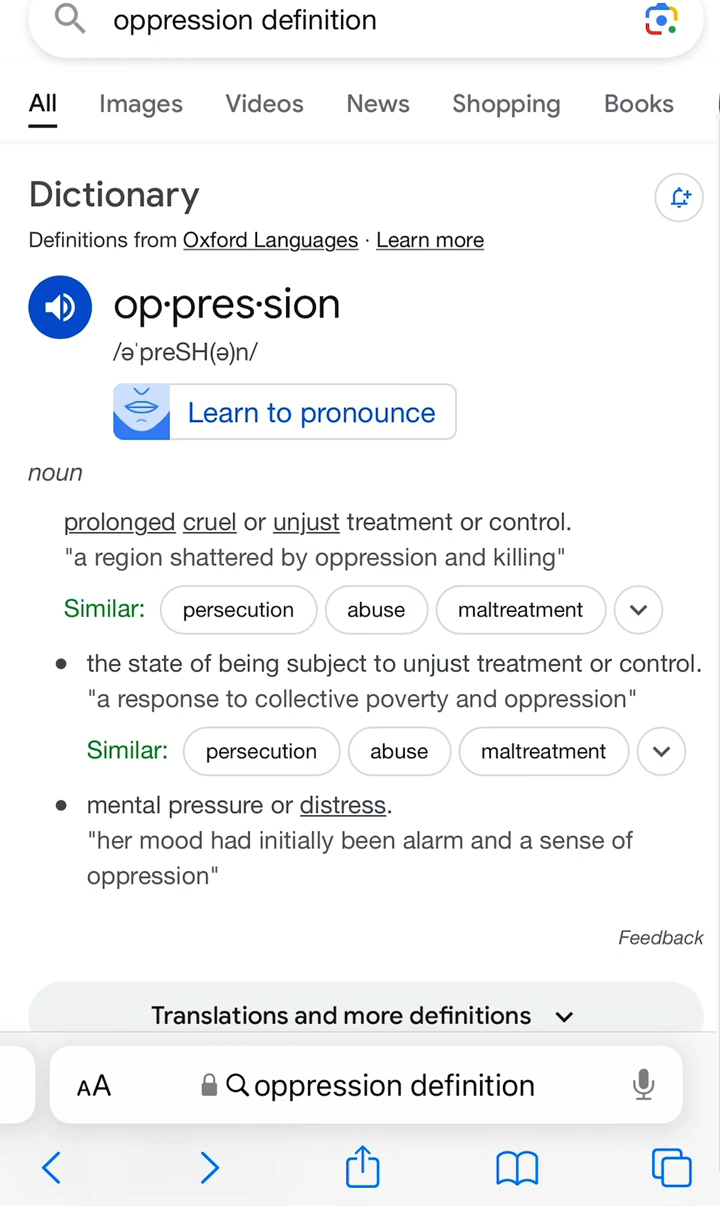 oppression definition
All Images Videos News Shopping Books
Dictionary
Definitions from Oxford Languages · Learn more
op·pres·sion
/əˈpreSH(ə)n/
Learn to pronounce
noun
prolonged cruel or unjust treatment or control.
"a region shattered by oppression and killing"
Similar: persecution abuse maltreatment
• the state of being subject to unjust treatment or control.
"a response to collective poverty and oppression"
Similar: persecution abuse maltreatment
• mental pressure or distress.
"her mood had initially been alarm and a sense of
oppression"
Feedback
Translations and more definitions
AA oppression definition